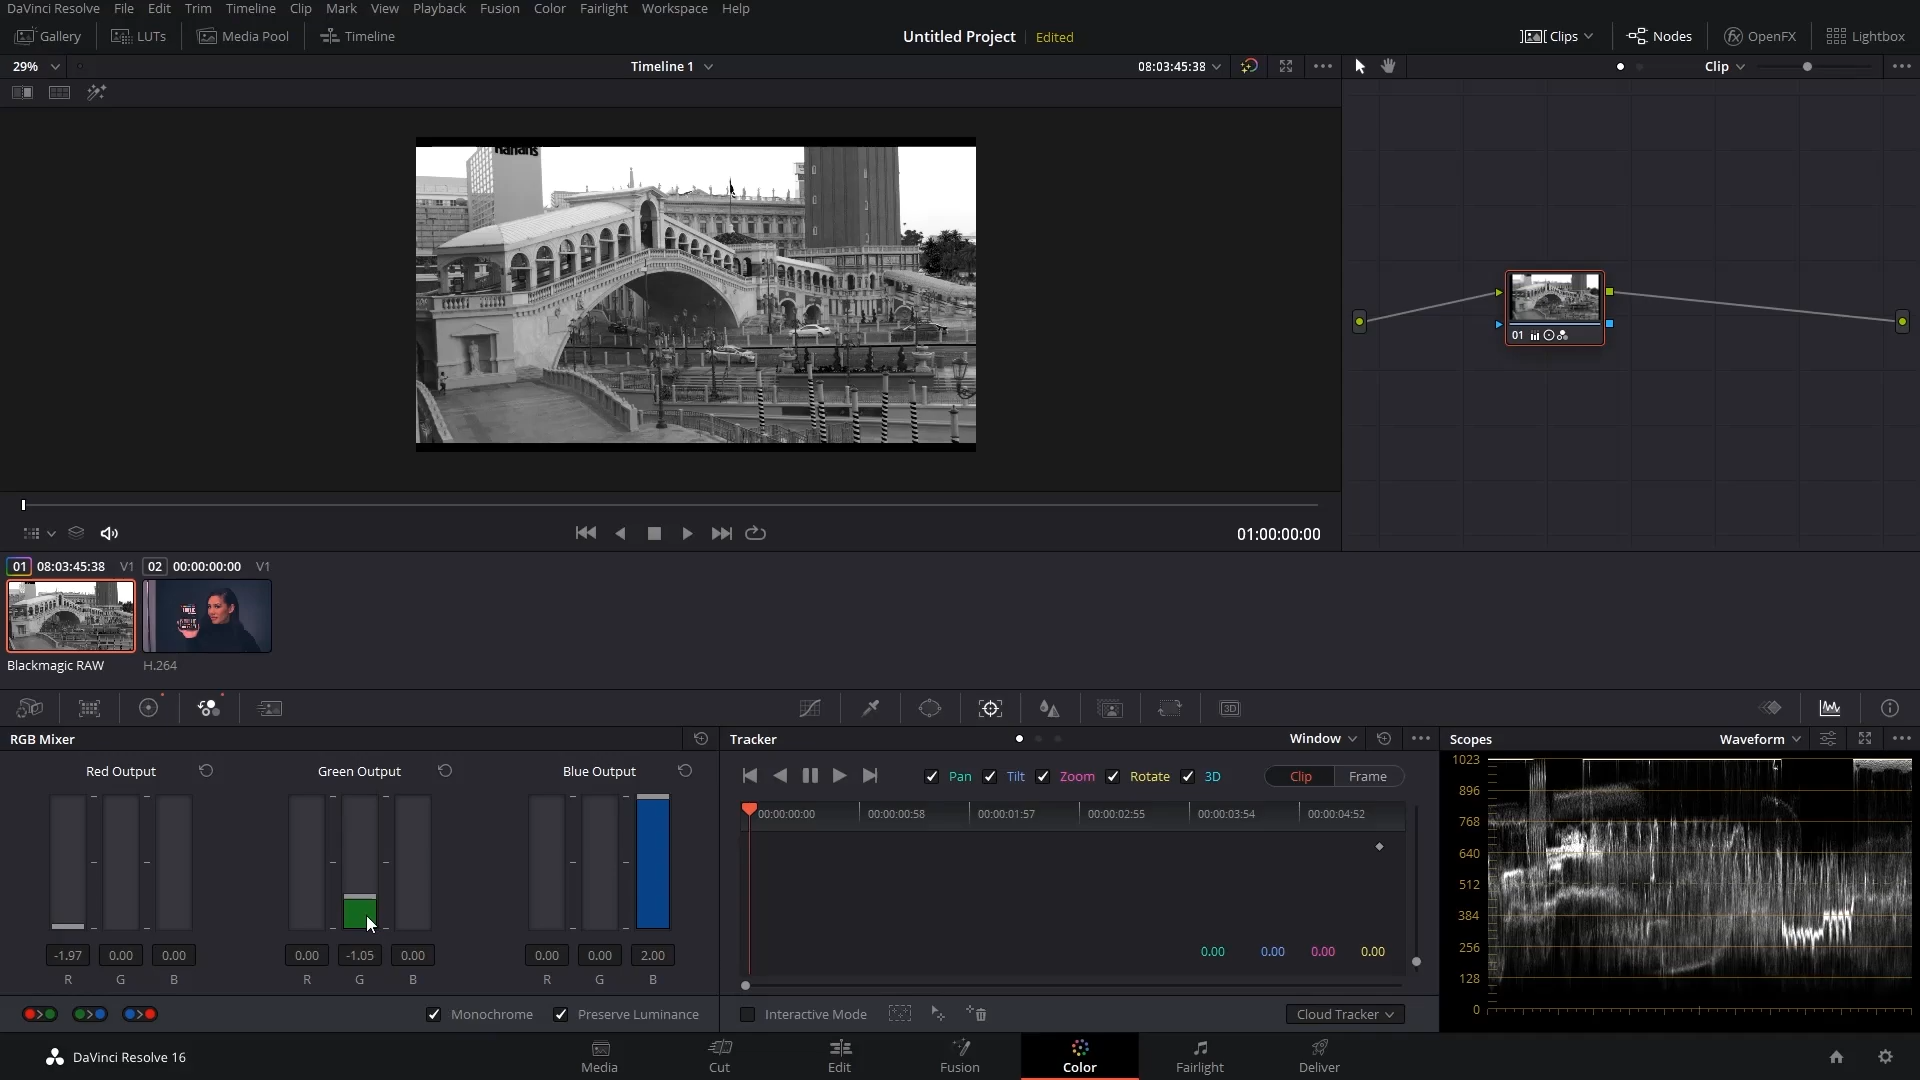 DaVinci Resolve File Edit Trim Timeline Clip Mark View Playback Fusion Color Fairlight Workspace Help
Gallery LUTs Media Pool Timeline Untitled Project Edited Clips Nodes OpenFX Lightbox
29% Timeline 1 08:03:45:38 Clip
01
01:00:00:00
01 08:03:45:38 V1 02 00:00:00:00 V1
Blackmagic RAW H.264
3D
RGB Mixer Tracker Window Scopes Waveform
Red Output Green Output Blue Output Pan Tilt Zoom Rotate 3D Clip Frame
00:00:00:00 00:00:00:58 00:00:01:57 00:00:02:55 00:00:03:54 00:00:04:52
1023
896
768
640
512
384
256
128
0
0.00 0.00 0.00 0.00
-1.97 0.00 0.00 0.00 -1.05 0.00 0.00 0.00 2.00
R G B R G B R G B
Monochrome Preserve Luminance Interactive Mode Cloud Tracker
DaVinci Resolve 16 Media Cut Edit Fusion Color Fairlight Deliver